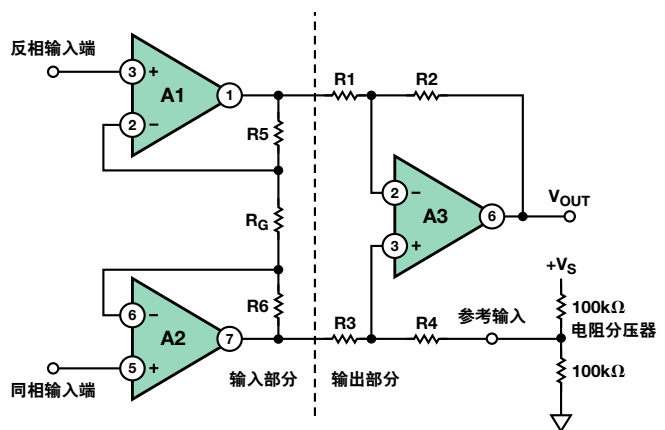 反相输入端
3
+
A1
1
2
−
R5
R1
R2
RG
2
−
A3
6
VOUT
3
+
+VS
6
−
R6
A2
7
R3
R4
参考输入
100kΩ
电阻分压器
5
+
同相输入端
输入部分
输出部分
100kΩ